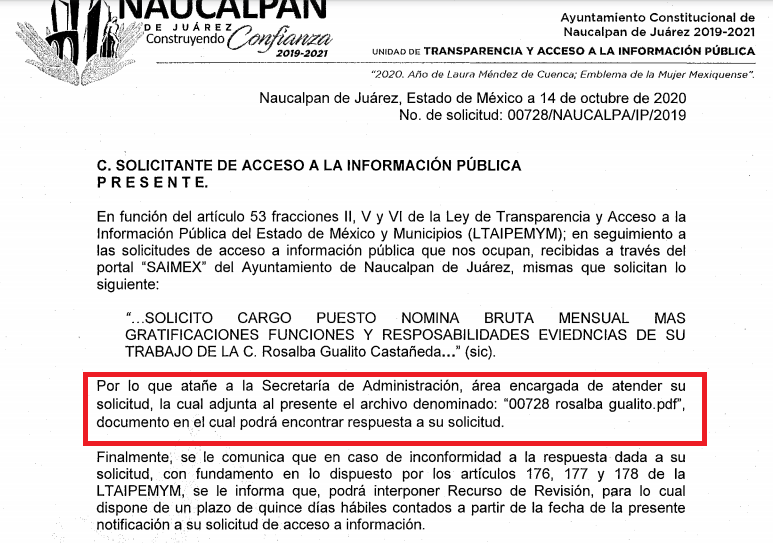 NAUCALPAN
DE JUÁREZ
Construyendo Confianza
2019-2021
Ayuntamiento Constitucional de
Naucalpan de Juárez 2019-2021
UNIDAD DE TRANSPARENCIA Y ACCESO A LA INFORMACIÓN PÚBLICA
"2020. Año de Laura Méndez de Cuenca; Emblema de la Mujer Mexiquense".
Naucalpan de Juárez, Estado de México a 14 de octubre de 2020
No. de solicitud: 00728/NAUCALPA/IP/2019
C. SOLICITANTE DE ACCESO A LA INFORMACIÓN PÚBLICA
P R E S E N T E.
En función del artículo 53 fracciones II, V y VI de la Ley de Transparencia y Acceso a la
Información Pública del Estado de México y Municipios (LTAIPEMYM); en seguimiento a
las solicitudes de acceso a información pública que nos ocupan, recibidas a través del
portal "SAIMEX" del Ayuntamiento de Naucalpan de Juárez, mismas que solicitan lo
siguiente:
"...SOLICITO CARGO PUESTO NOMINA BRUTA MENSUAL MAS
GRATIFICACIONES FUNCIONES Y RESPOSABILIDADES EVIEDNCIAS DE SU
TRABAJO DE LA C. Rosalba Gualito Castañeda..." (sic).
Por lo que atañe a la Secretaría de Administración, área encargada de atender su
solicitud, la cual adjunta al presente el archivo denominado: "00728 rosalba gualito.pdf",
documento en el cual podrá encontrar respuesta a su solicitud.
Finalmente, se le comunica que en caso de inconformidad a la respuesta dada a su
solicitud, con fundamento en lo dispuesto por los artículos 176, 177 y 178 de la
LTAIPEMYM, se le informa que, podrá interponer Recurso de Revisión, para lo cual
dispone de un plazo de quince días hábiles contados a partir de la fecha de la presente
notificación a su solicitud de acceso a información.